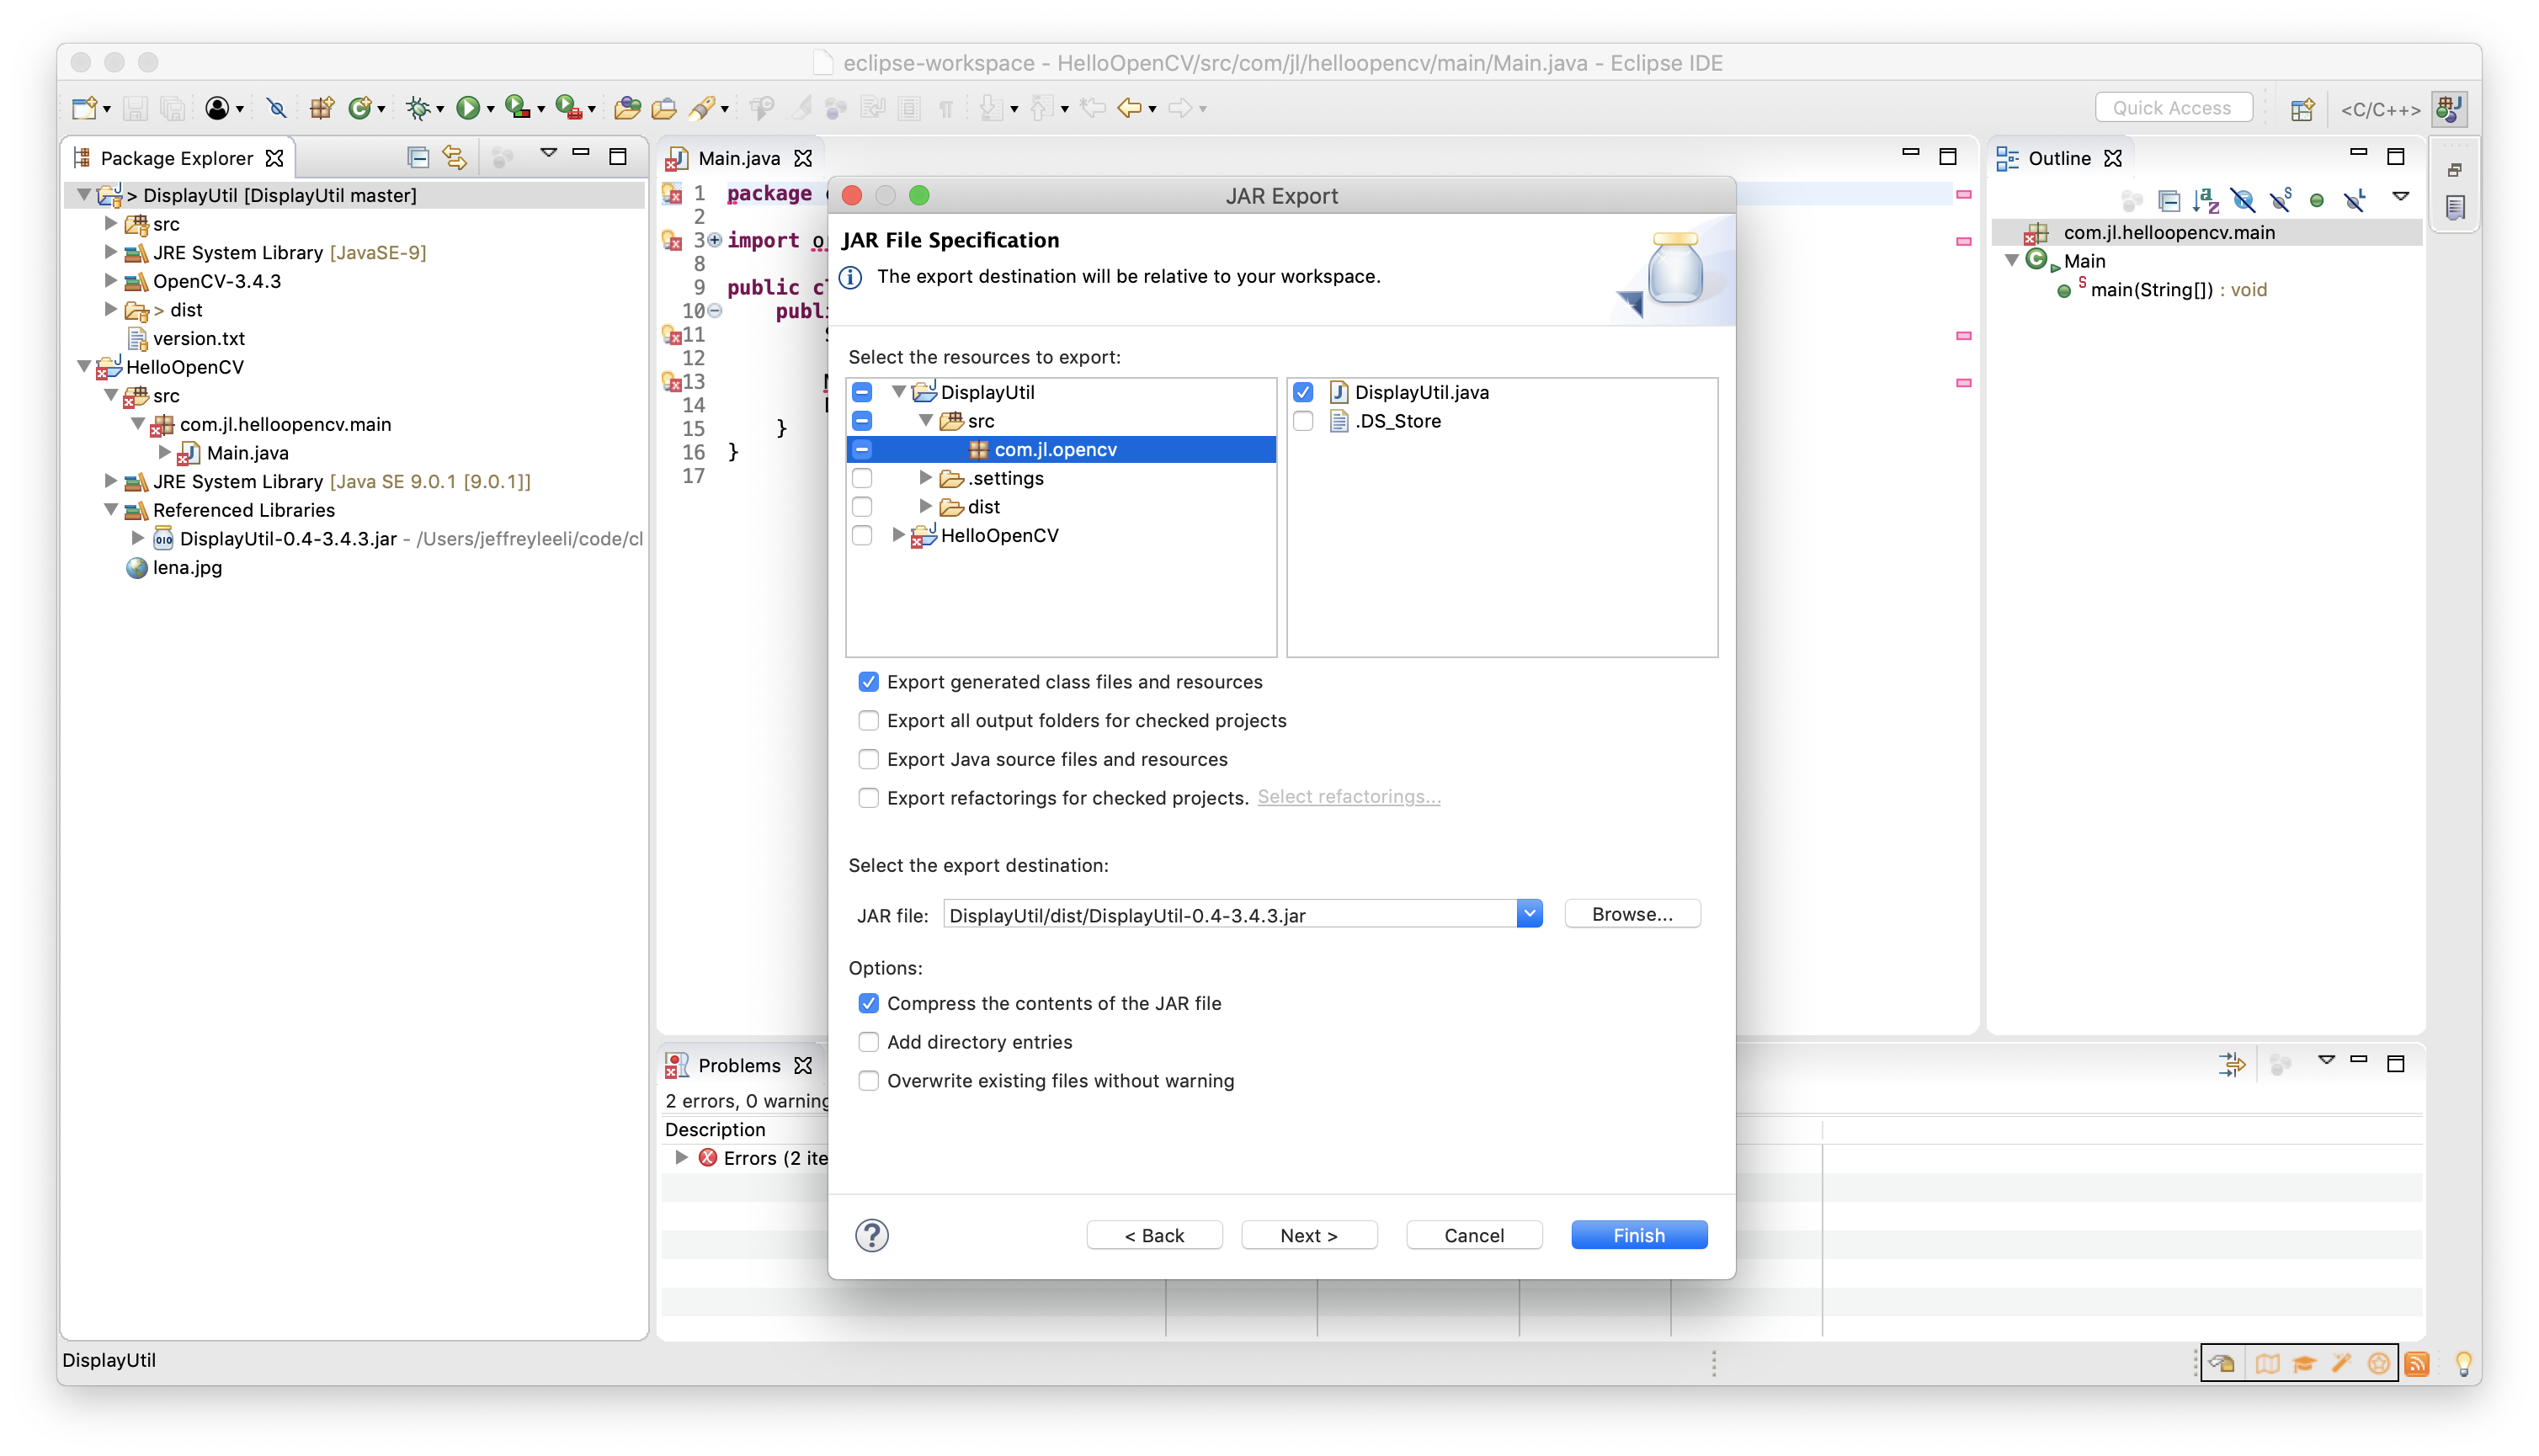 eclipse-workspace - HelloOpenCV/src/com/jl/helloopencv/main/Main.java - Eclipse IDE
Quick Access
<C/C++>
Package Explorer
> DisplayUtil [DisplayUtil master]
src
JRE System Library [JavaSE-9]
OpenCV-3.4.3
> dist
version.txt
HelloOpenCV
src
com.jl.helloopencv.main
Main.java
JRE System Library [Java SE 9.0.1 [9.0.1]]
Referenced Libraries
DisplayUtil-0.4-3.4.3.jar - /Users/jeffreyleeli/code/cl
lena.jpg
Main.java
1 package
2
3 import
8
9 public
10
11
12
13
14
15 }
16 }
17
JAR Export
JAR File Specification
The export destination will be relative to your workspace.
Select the resources to export:
DisplayUtil
src
com.jl.opencv
.settings
dist
HelloOpenCV
DisplayUtil.java
.DS_Store
Export generated class files and resources
Export all output folders for checked projects
Export Java source files and resources
Export refactorings for checked projects. Select refactorings...
Select the export destination:
JAR file: DisplayUtil/dist/DisplayUtil-0.4-3.4.3.jar Browse...
Options:
Compress the contents of the JAR file
Add directory entries
Overwrite existing files without warning
< Back Next > Cancel Finish
Outline
com.jl.helloopencv.main
Main
main(String[]) : void
Problems
2 errors, 0 warning
Description
Errors (2 ite
DisplayUtil